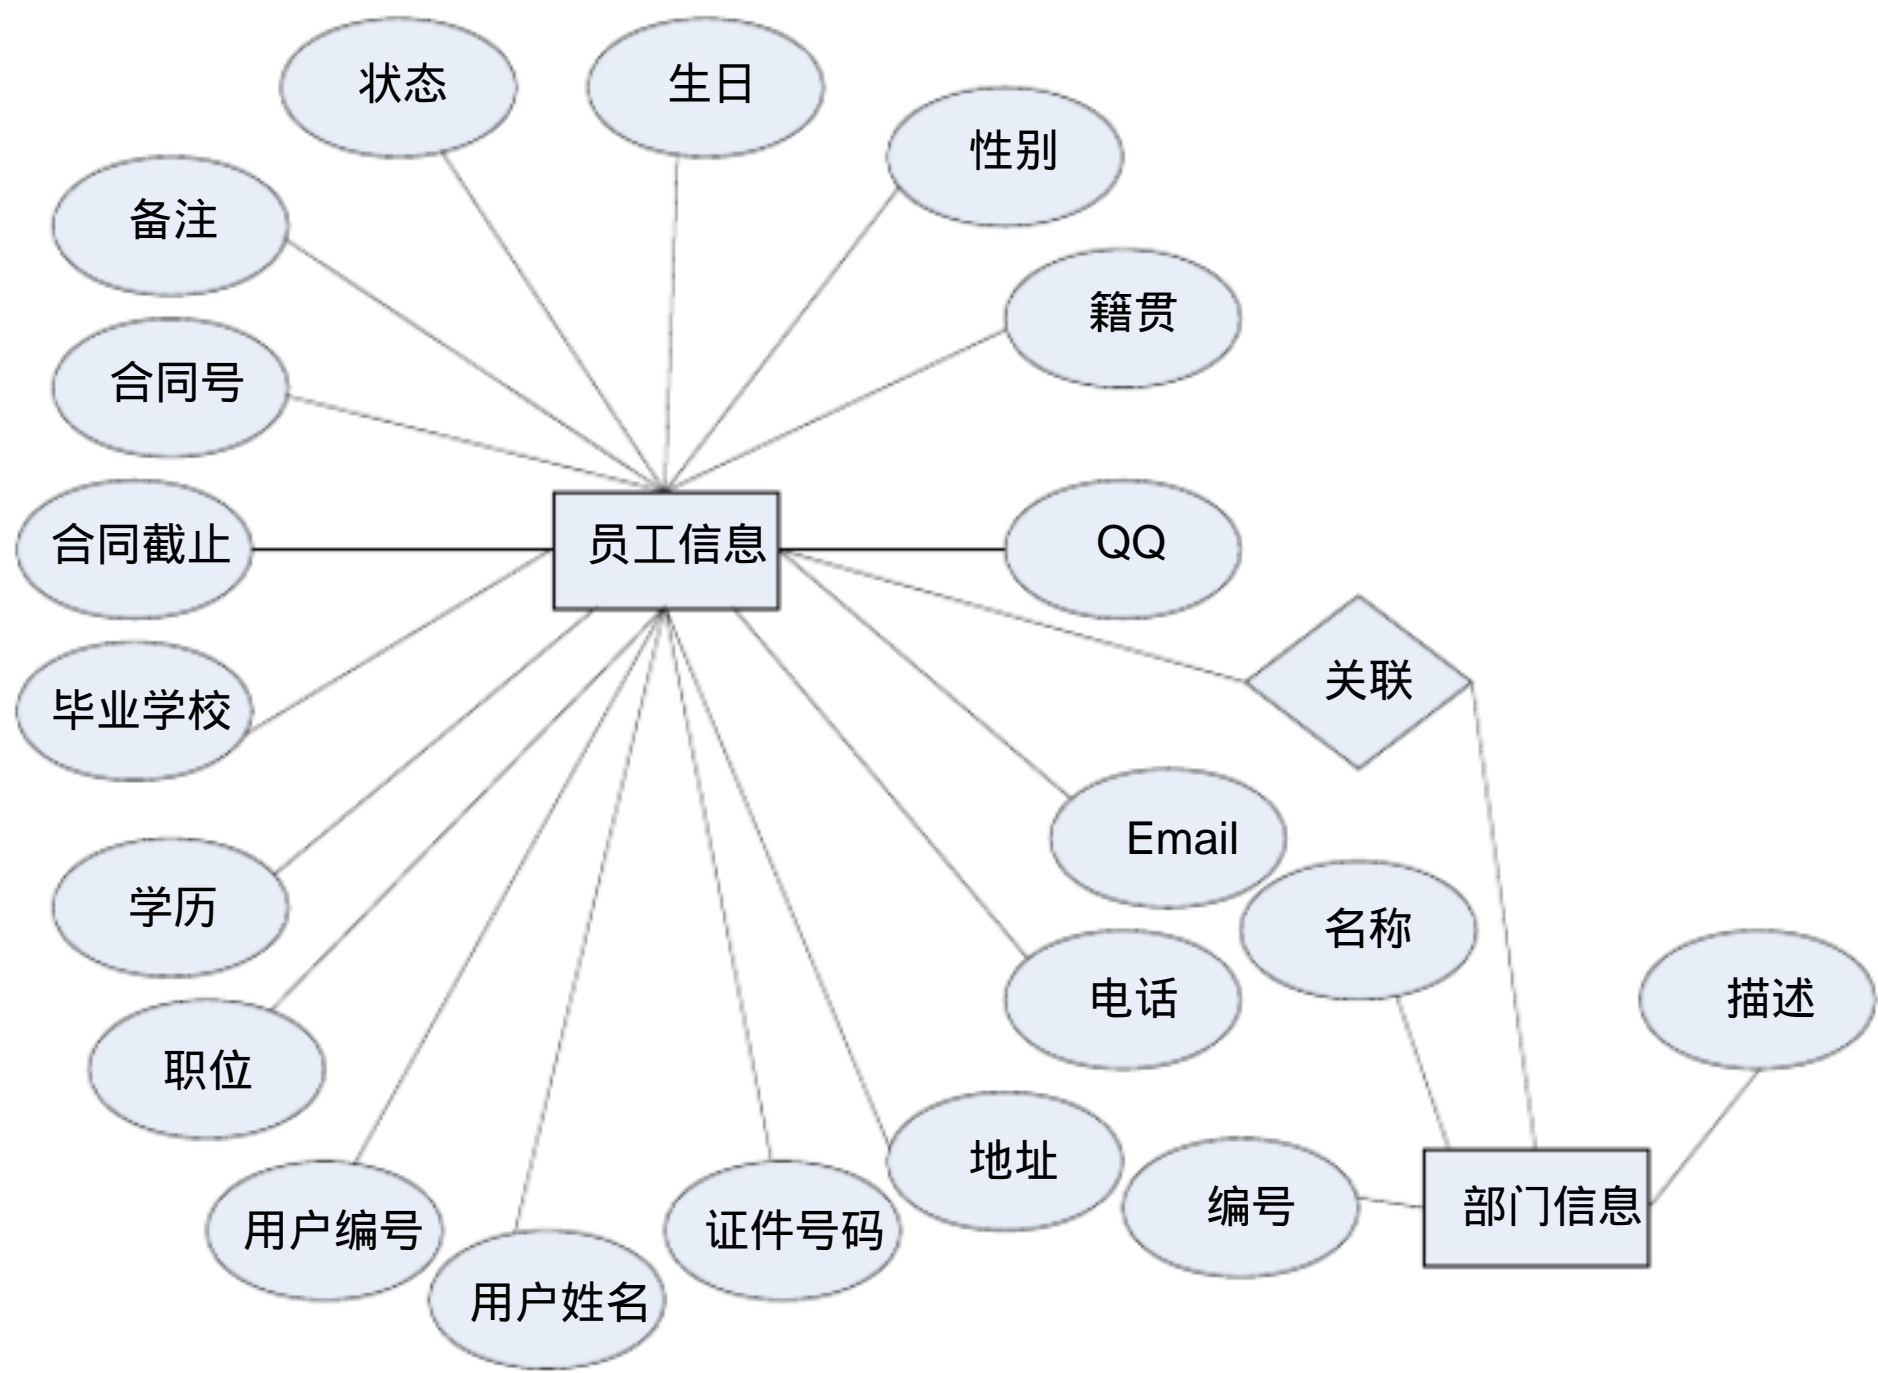 状态
生日
性别
备注
籍贯
合同号
合同截止
员工信息
QQ
关联
毕业学校
Email
学历
名称
电话
描述
职位
地址
编号
部门信息
用户编号
证件号码
用户姓名